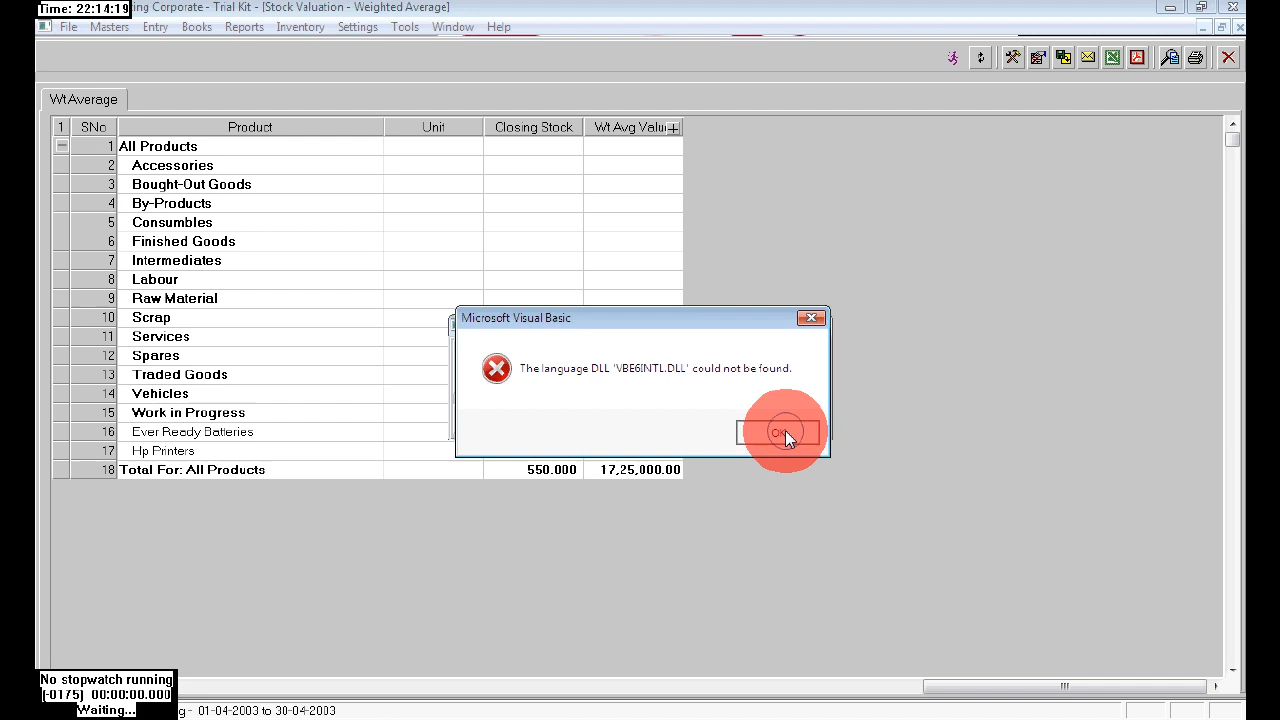 Time: 22:14:19
ing Corporate - Trial Kit - [Stock Valuation - Weighted Average]
File Masters Entry Books Reports Inventory Settings Tools Window Help
WtAverage
1 SNo Product Unit Closing Stock Wt Avg Valu
1 All Products
2 Accessories
3 Bought-Out Goods
4 By-Products
5 Consumbles
6 Finished Goods
7 Intermediates
8 Labour
9 Raw Material
10 Scrap
11 Services
12 Spares
13 Traded Goods
14 Vehicles
15 Work in Progress
16 Ever Ready Batteries
17 Hp Printers
18 Total For: All Products 550.000 17,25,000.00
Microsoft Visual Basic
The language DLL 'VBE6INTL.DLL' could not be found.
OK
No stopwatch running
(-0175) 00:00:00.000
Waiting...
g - 01-04-2003 to 30-04-2003